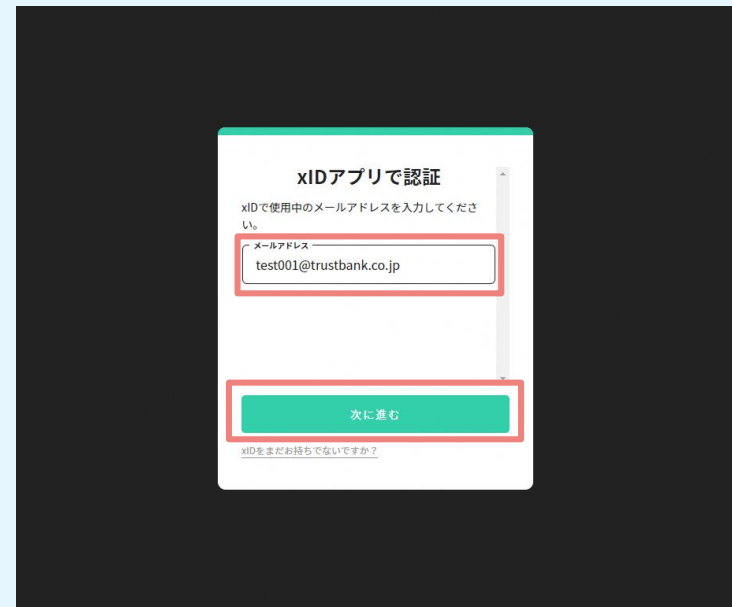 xIDアプリで認証
xIDで使用中のメールアドレスを入力してくださ
い。
メールアドレス
test001@trustbank.co.jp
次に進む
xIDをまだお持ちでないですか？